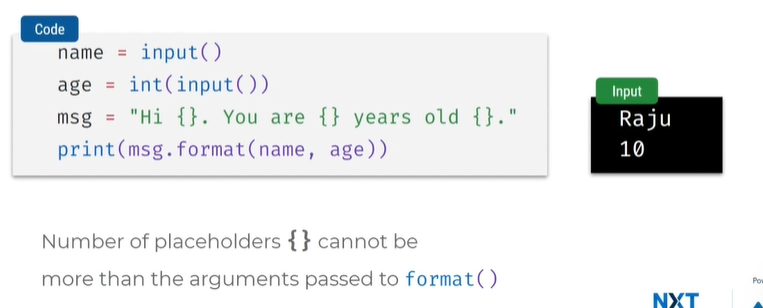 Code
name = input()
age = int(input())
msg = "Hi {}. You are {} years old {}."
print(msg.format(name, age))
Input
Raju
10
Number of placeholders {} cannot be
more than the arguments passed to format()
NXT